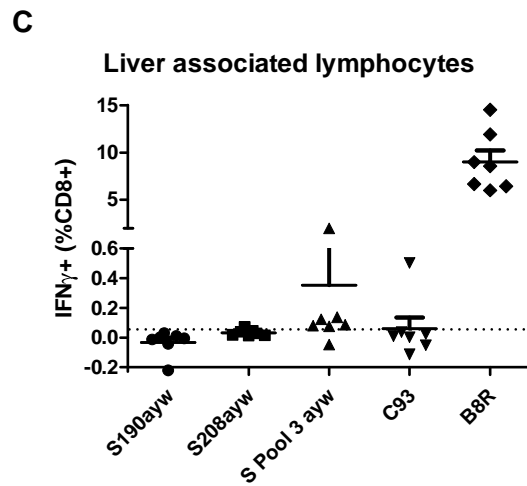 C
Liver associated lymphocytes
IFNγ+ (%CD8+)
15
10
5
0.6
0.4
0.2
0.0
-0.2
S190ayw
S208ayw
S Pool 3 ayw
C93
B8R